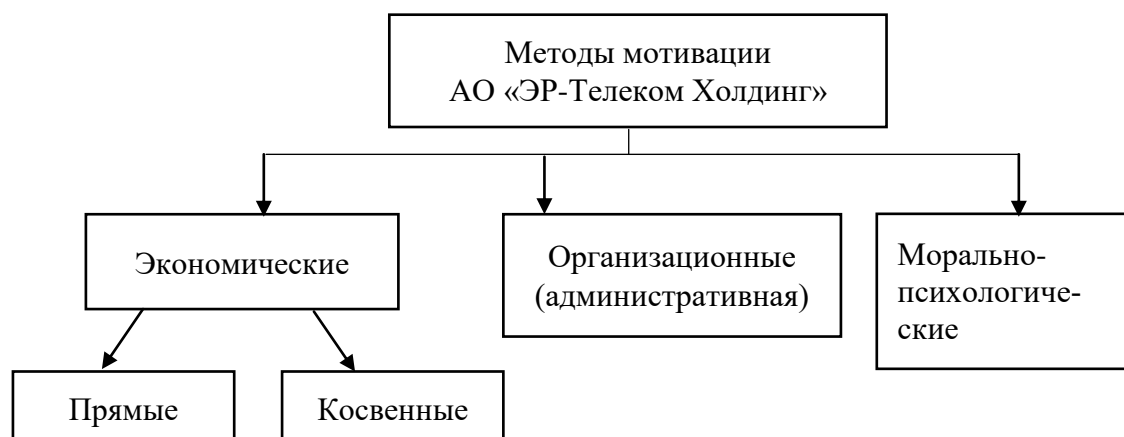 Методы мотивации
АО «ЭР-Телеком Холдинг»
Экономические
Организационные
(административная)
Морально-
психологиче-
ские
Прямые
Косвенные